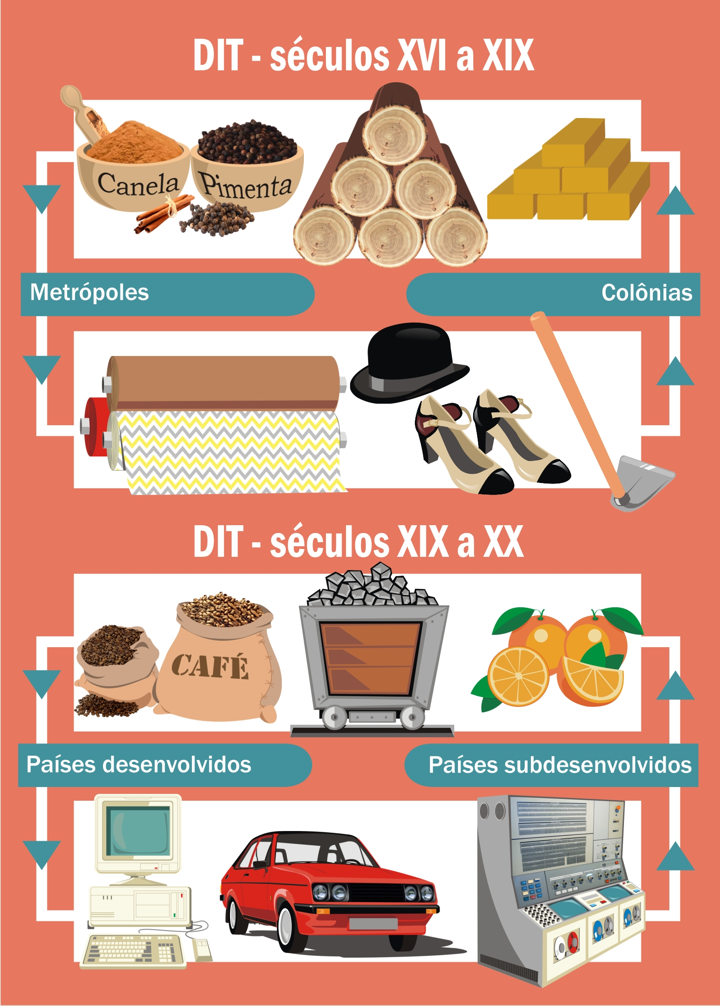 DIT - séculos XVI a XIX
Canela
Pimenta
Metrópoles
Colônias
DIT - séculos XIX a XX
CAFÉ
Países desenvolvidos
Países subdesenvolvidos